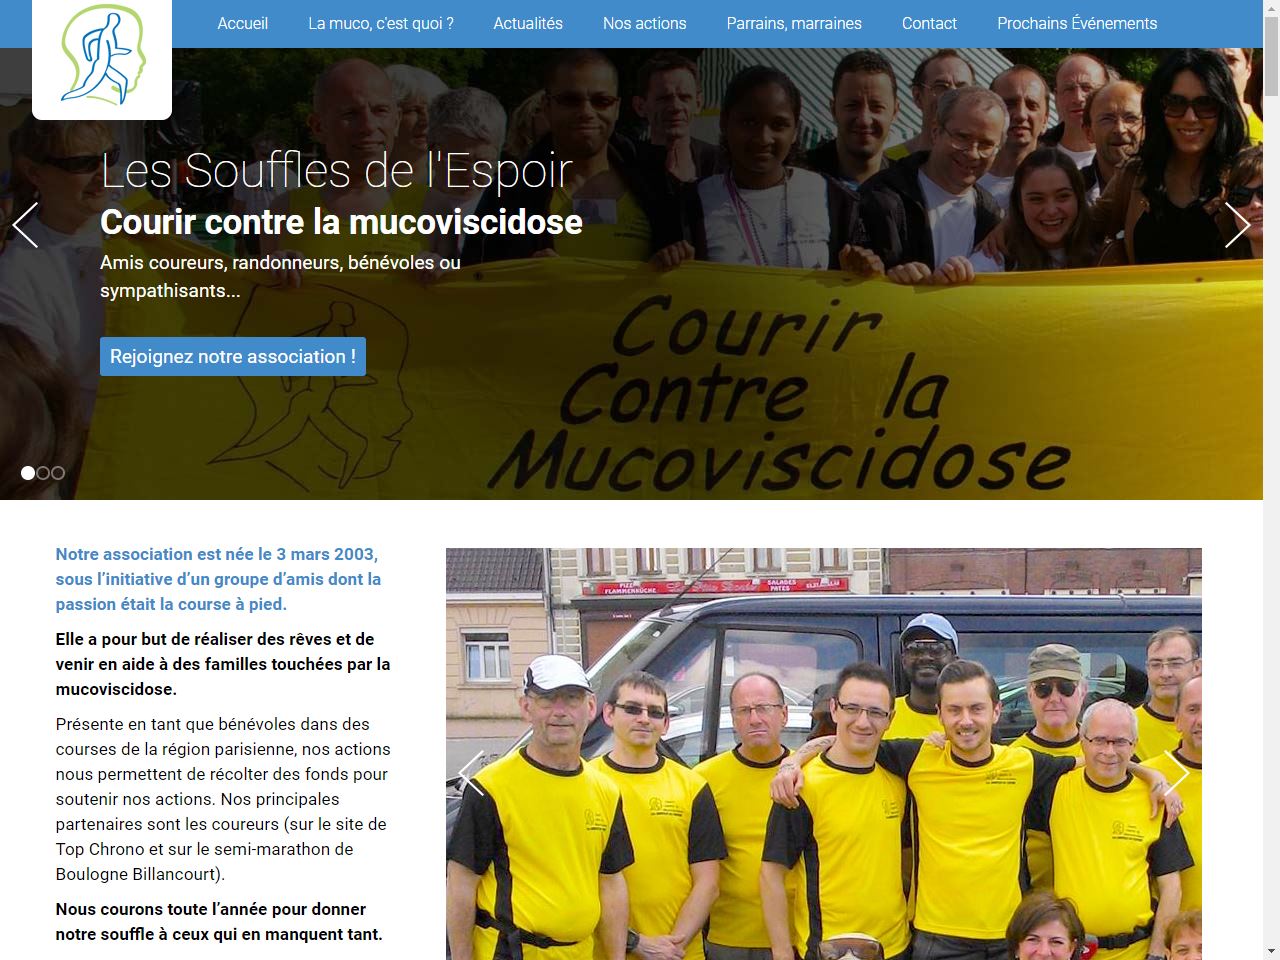 Accueil La muco, c'est quoi ? Actualités Nos actions Parrains, marraines Contact Prochains Événements
Les Souffles de l'Espoir
Courir contre la mucoviscidose
Amis coureurs, randonneurs, bénévoles ou
sympathisants...
Rejoignez notre association !
Courir
Contre la
Mucoviscidose
Notre association est née le 3 mars 2003,
sous l’initiative d’un groupe d’amis dont la
passion était la course à pied.
Elle a pour but de réaliser des rêves et de
venir en aide à des familles touchées par la
mucoviscidose.
Présente en tant que bénévoles dans des
courses de la région parisienne, nos actions
nous permettent de récolter des fonds pour
soutenir nos actions. Nos principales
partenaires sont les coureurs (sur le site de
Top Chrono et sur le semi-marathon de
Boulogne Billancourt).
Nous courons toute l’année pour donner
notre souffle à ceux qui en manquent tant.
FLAMMENKÜCHE
SALADES
PATES